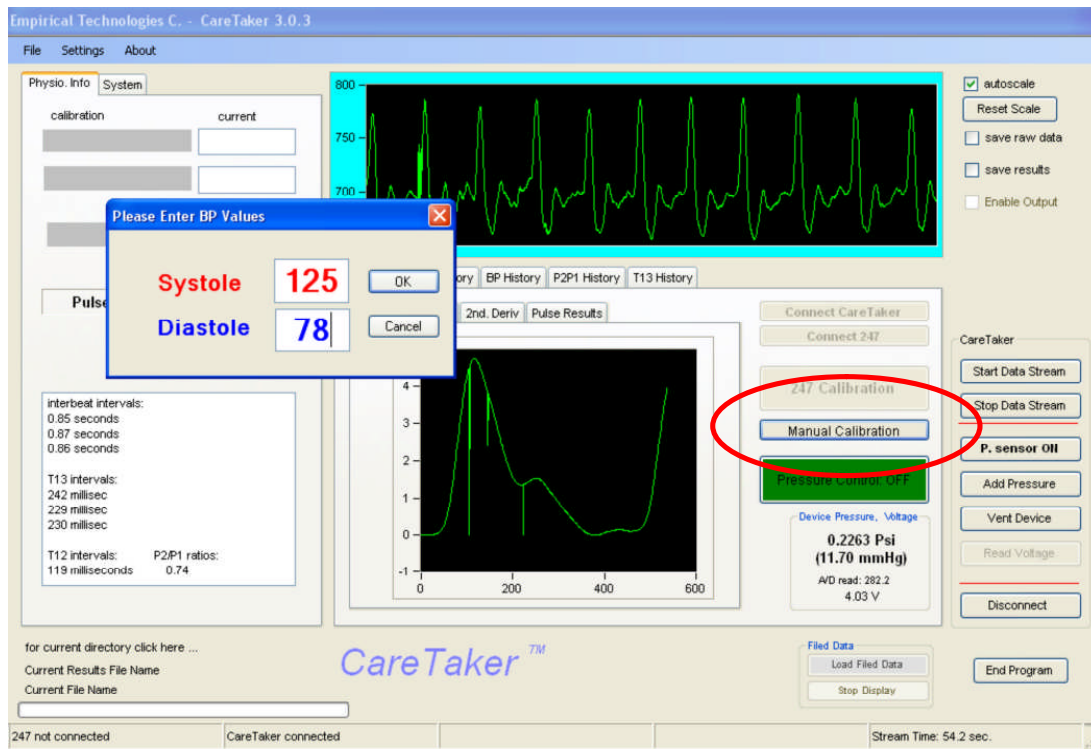 Empirical Technologies C. - CareTaker 3.0.3
File Settings About
Physio. Info System
calibration current
800
750
700
autoscale
Reset Scale
save raw data
save results
Enable Output
Please Enter BP Values
Systole 125 OK
Diastole 78 Cancel
Pulse
BP History P2P1 History T13 History
2nd. Deriv Pulse Results
4
3
2
1
0
-1
0 200 400 600
interbeat intervals:
0.85 seconds
0.87 seconds
0.86 seconds
T13 intervals:
242 millisec
229 millisec
230 millisec
T12 intervals: P2/P1 ratios:
119 milliseconds 0.74
Connect CareTaker
Connect 247
247 Calibration
Manual Calibration
Pressure Control: OFF
Device Pressure, Voltage
0.2263 Psi
(11.70 mmHg)
A/D read: 282.2
4.03 V
CareTaker
Start Data Stream
Stop Data Stream
P. sensor ON
Add Pressure
Vent Device
Read Voltage
Disconnect
for current directory click here ...
Current Results File Name
Current File Name
CareTaker TM
Filed Data
Load Filed Data
Stop Display
End Program
247 not connected CareTaker connected Stream Time: 54.2 sec.